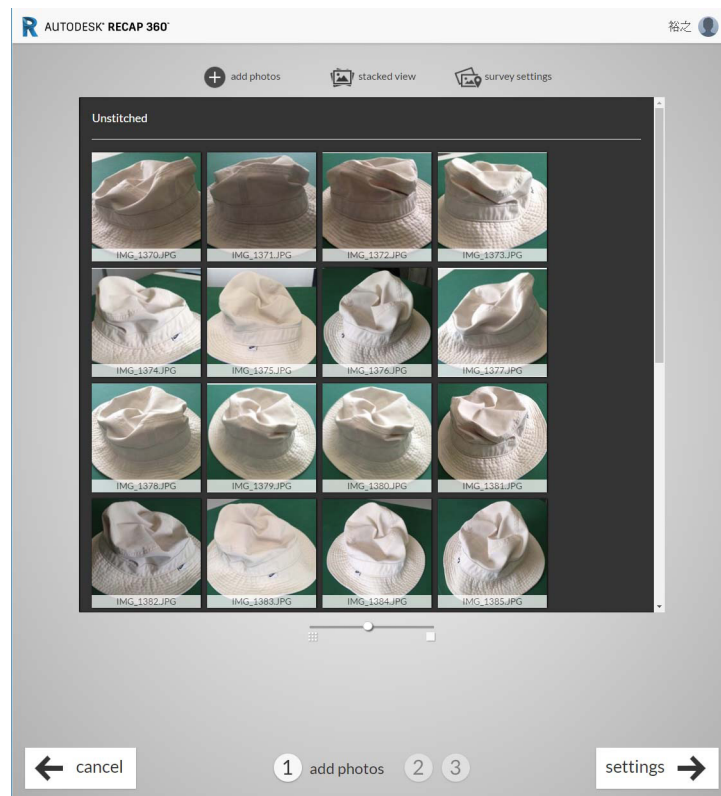 AUTODESK® RECAP 360™
裕之
add photos
stacked view
survey settings
Unstitched
IMG_1370.JPG
IMG_1371.JPG
IMG_1372.JPG
IMG_1373.JPG
IMG_1374.JPG
IMG_1375.JPG
IMG_1376.JPG
IMG_1377.JPG
IMG_1378.JPG
IMG_1379.JPG
IMG_1380.JPG
IMG_1381.JPG
IMG_1382.JPG
IMG_1383.JPG
IMG_1384.JPG
IMG_1385.JPG
cancel
1 add photos 2 3
settings